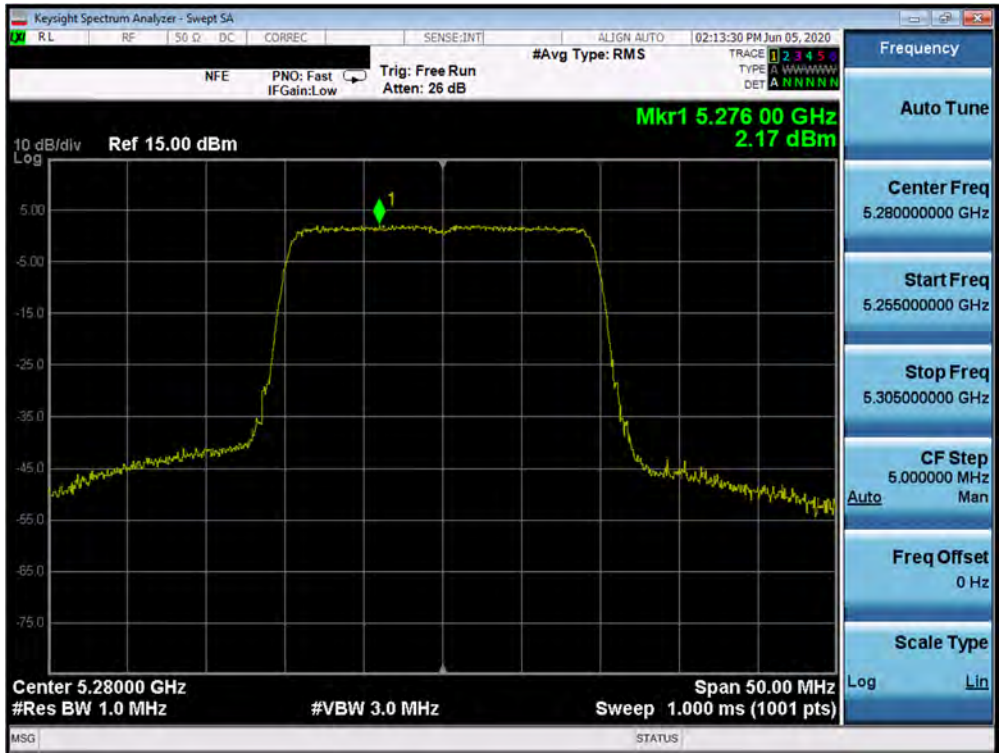 Keysight Spectrum Analyzer - Swept SA
LXI RL RF 50 Ω DC CORREC SENSE:INT ALIGN AUTO 02:13:30 PM Jun 05, 2020
#Avg Type: RMS TRACE 1 2 3 4 5 6
NFE PNO: Fast Trig: Free Run TYPE A WWWWW
IFGain:Low Atten: 26 dB DET A N N N N N
Mkr1 5.276 00 GHz
2.17 dBm
10 dB/div Ref 15.00 dBm
Log
1
5.00
-5.00
-15.0
-25.0
-35.0
-45.0
-55.0
-65.0
-75.0
Center 5.28000 GHz Span 50.00 MHz
#Res BW 1.0 MHz #VBW 3.0 MHz Sweep 1.000 ms (1001 pts)
MSG STATUS
Frequency
Auto Tune
Center Freq
5.280000000 GHz
Start Freq
5.255000000 GHz
Stop Freq
5.305000000 GHz
CF Step
5.000000 MHz
Auto Man
Freq Offset
0 Hz
Scale Type
Log Lin